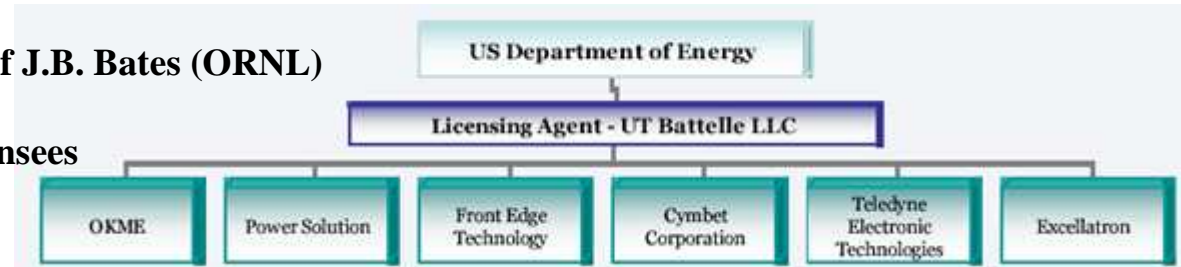 US Department of Energy
f J.B. Bates (ORNL)
Licensing Agent - UT Battelle LLC
nsees
OKME
Power Solution
Front Edge
Technology
Cymbet
Corporation
Teledyne
Electronic
Technologies
Excellatron